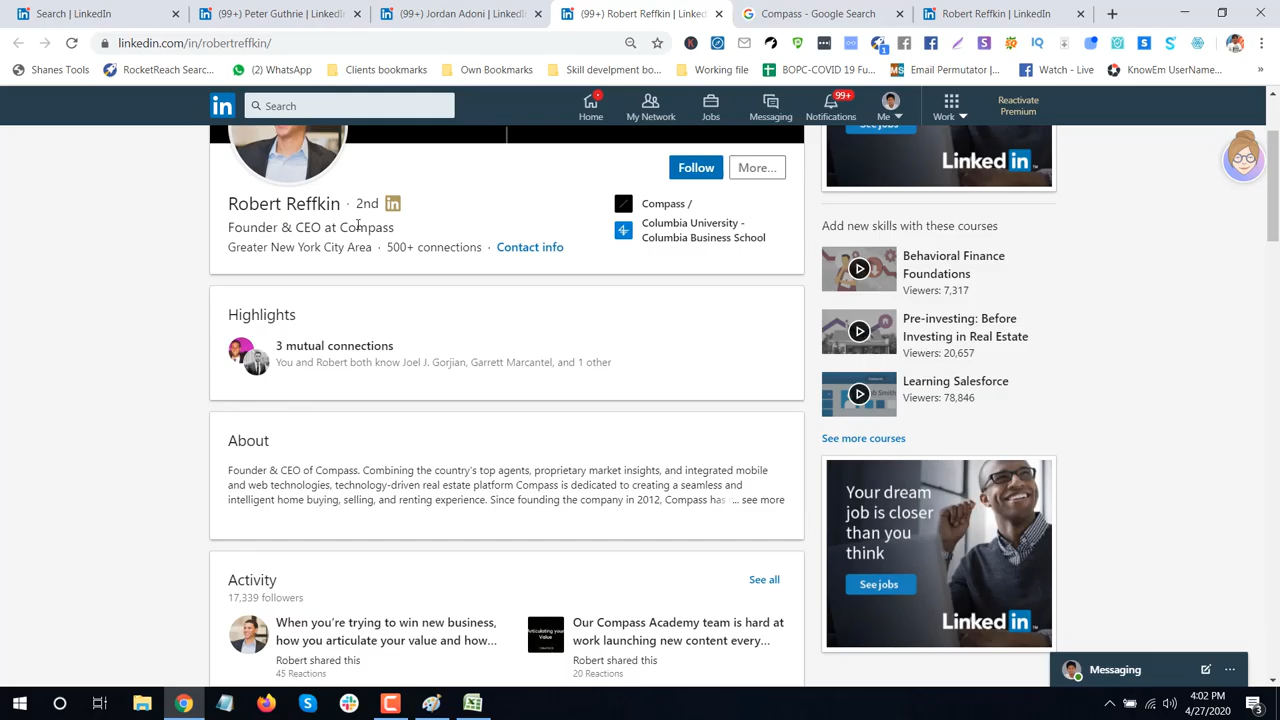 (99+) LinkedIn
(99+) Peter Guthrie | LinkedIn
(99+) Jordan Adoni | LinkedIn
(99+) Robert Reffkin | Linked
Compass - Google Search
Robert Reffkin | LinkedIn
linkedin.com/in/robertreffkin/
Shanes Tools
RocketReach Searc...
(2) WhatsApp
Clients bookmarks
Own Bookmarks
Skill develpment bo...
Working file
BOPC-COVID 19 Fu...
Email Permutator |...
Watch - Live
KnowEm UserName...
»
in
Search
Home
My Network
Jobs
Messaging
99+
Notifications
Me
Work
Reactivate
Premium
See jobs
LinkedIn
Follow
More...
Robert Reffkin · 2nd in
Founder & CEO at Compass
Greater New York City Area · 500+ connections · Contact info
Compass /
Columbia University -
Columbia Business School
Highlights
3 mutual connections
You and Robert both know Joel J. Gorjian, Garrett Marcantel, and 1 other
About
Founder & CEO of Compass. Combining the country's top agents, proprietary market insights, and integrated mobile
and web technologies, technology-driven real estate platform Compass is dedicated to creating a seamless and
intelligent home buying, selling, and renting experience. Since founding the company in 2012, Compass has ... see more
Activity
See all
17,339 followers
When you're trying to win new business,
how you articulate your value and how...
Robert shared this
45 Reactions
Articulating your
Value
Our Compass Academy team is hard at
work launching new content every...
Robert shared this
20 Reactions
Add new skills with these courses
Behavioral Finance
Foundations
Viewers: 7,317
Pre-investing: Before
Investing in Real Estate
Viewers: 20,657
Learning Salesforce
Viewers: 78,846
See more courses
Your dream
job is closer
than you
think
See jobs
LinkedIn
Messaging
4:02 PM
4/27/2020
3